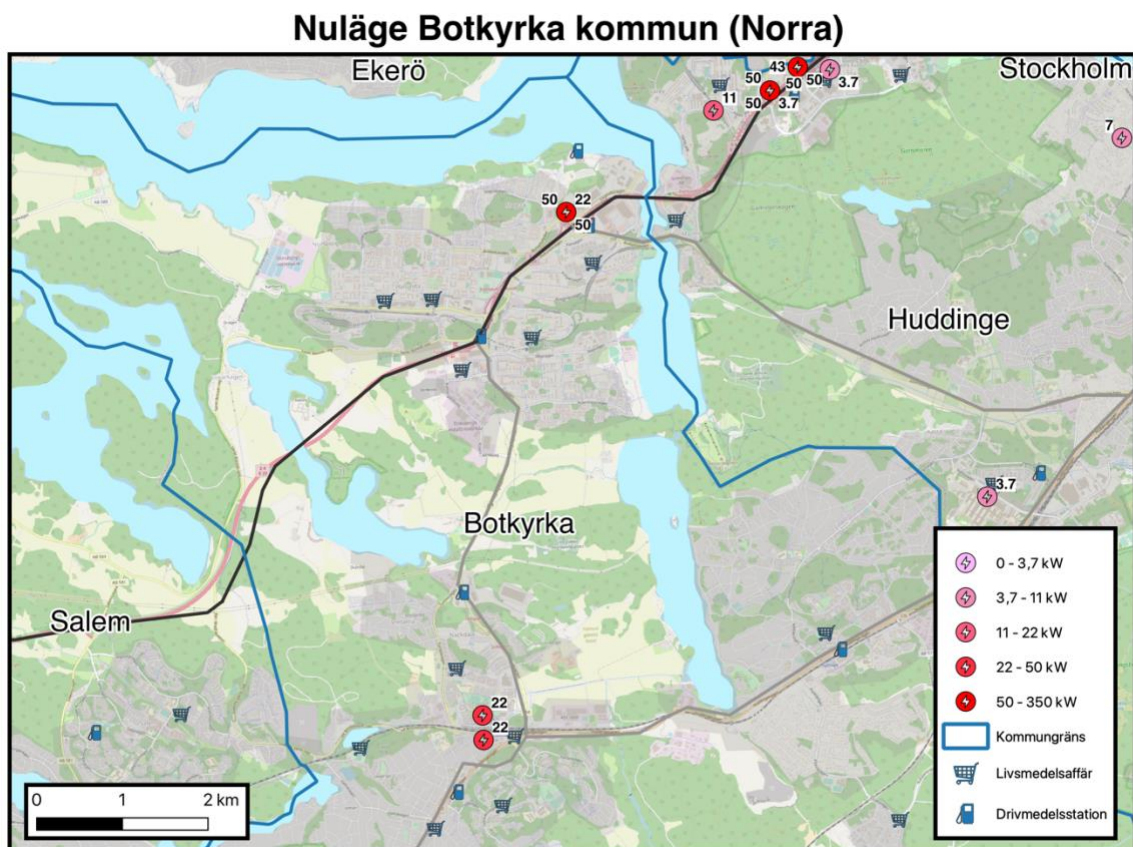 Nuläge Botkyrka kommun (Norra)
Ekerö
Stockholm
43
50
50
50
3.7
50
3.7
11
7
50
22
50
Huddinge
3.7
Botkyrka
Salem
22
22
0 - 3,7 kW
3,7 - 11 kW
11 - 22 kW
22 - 50 kW
50 - 350 kW
Kommungräns
Livsmedelsaffär
Drivmedelsstation
0
1
2 km